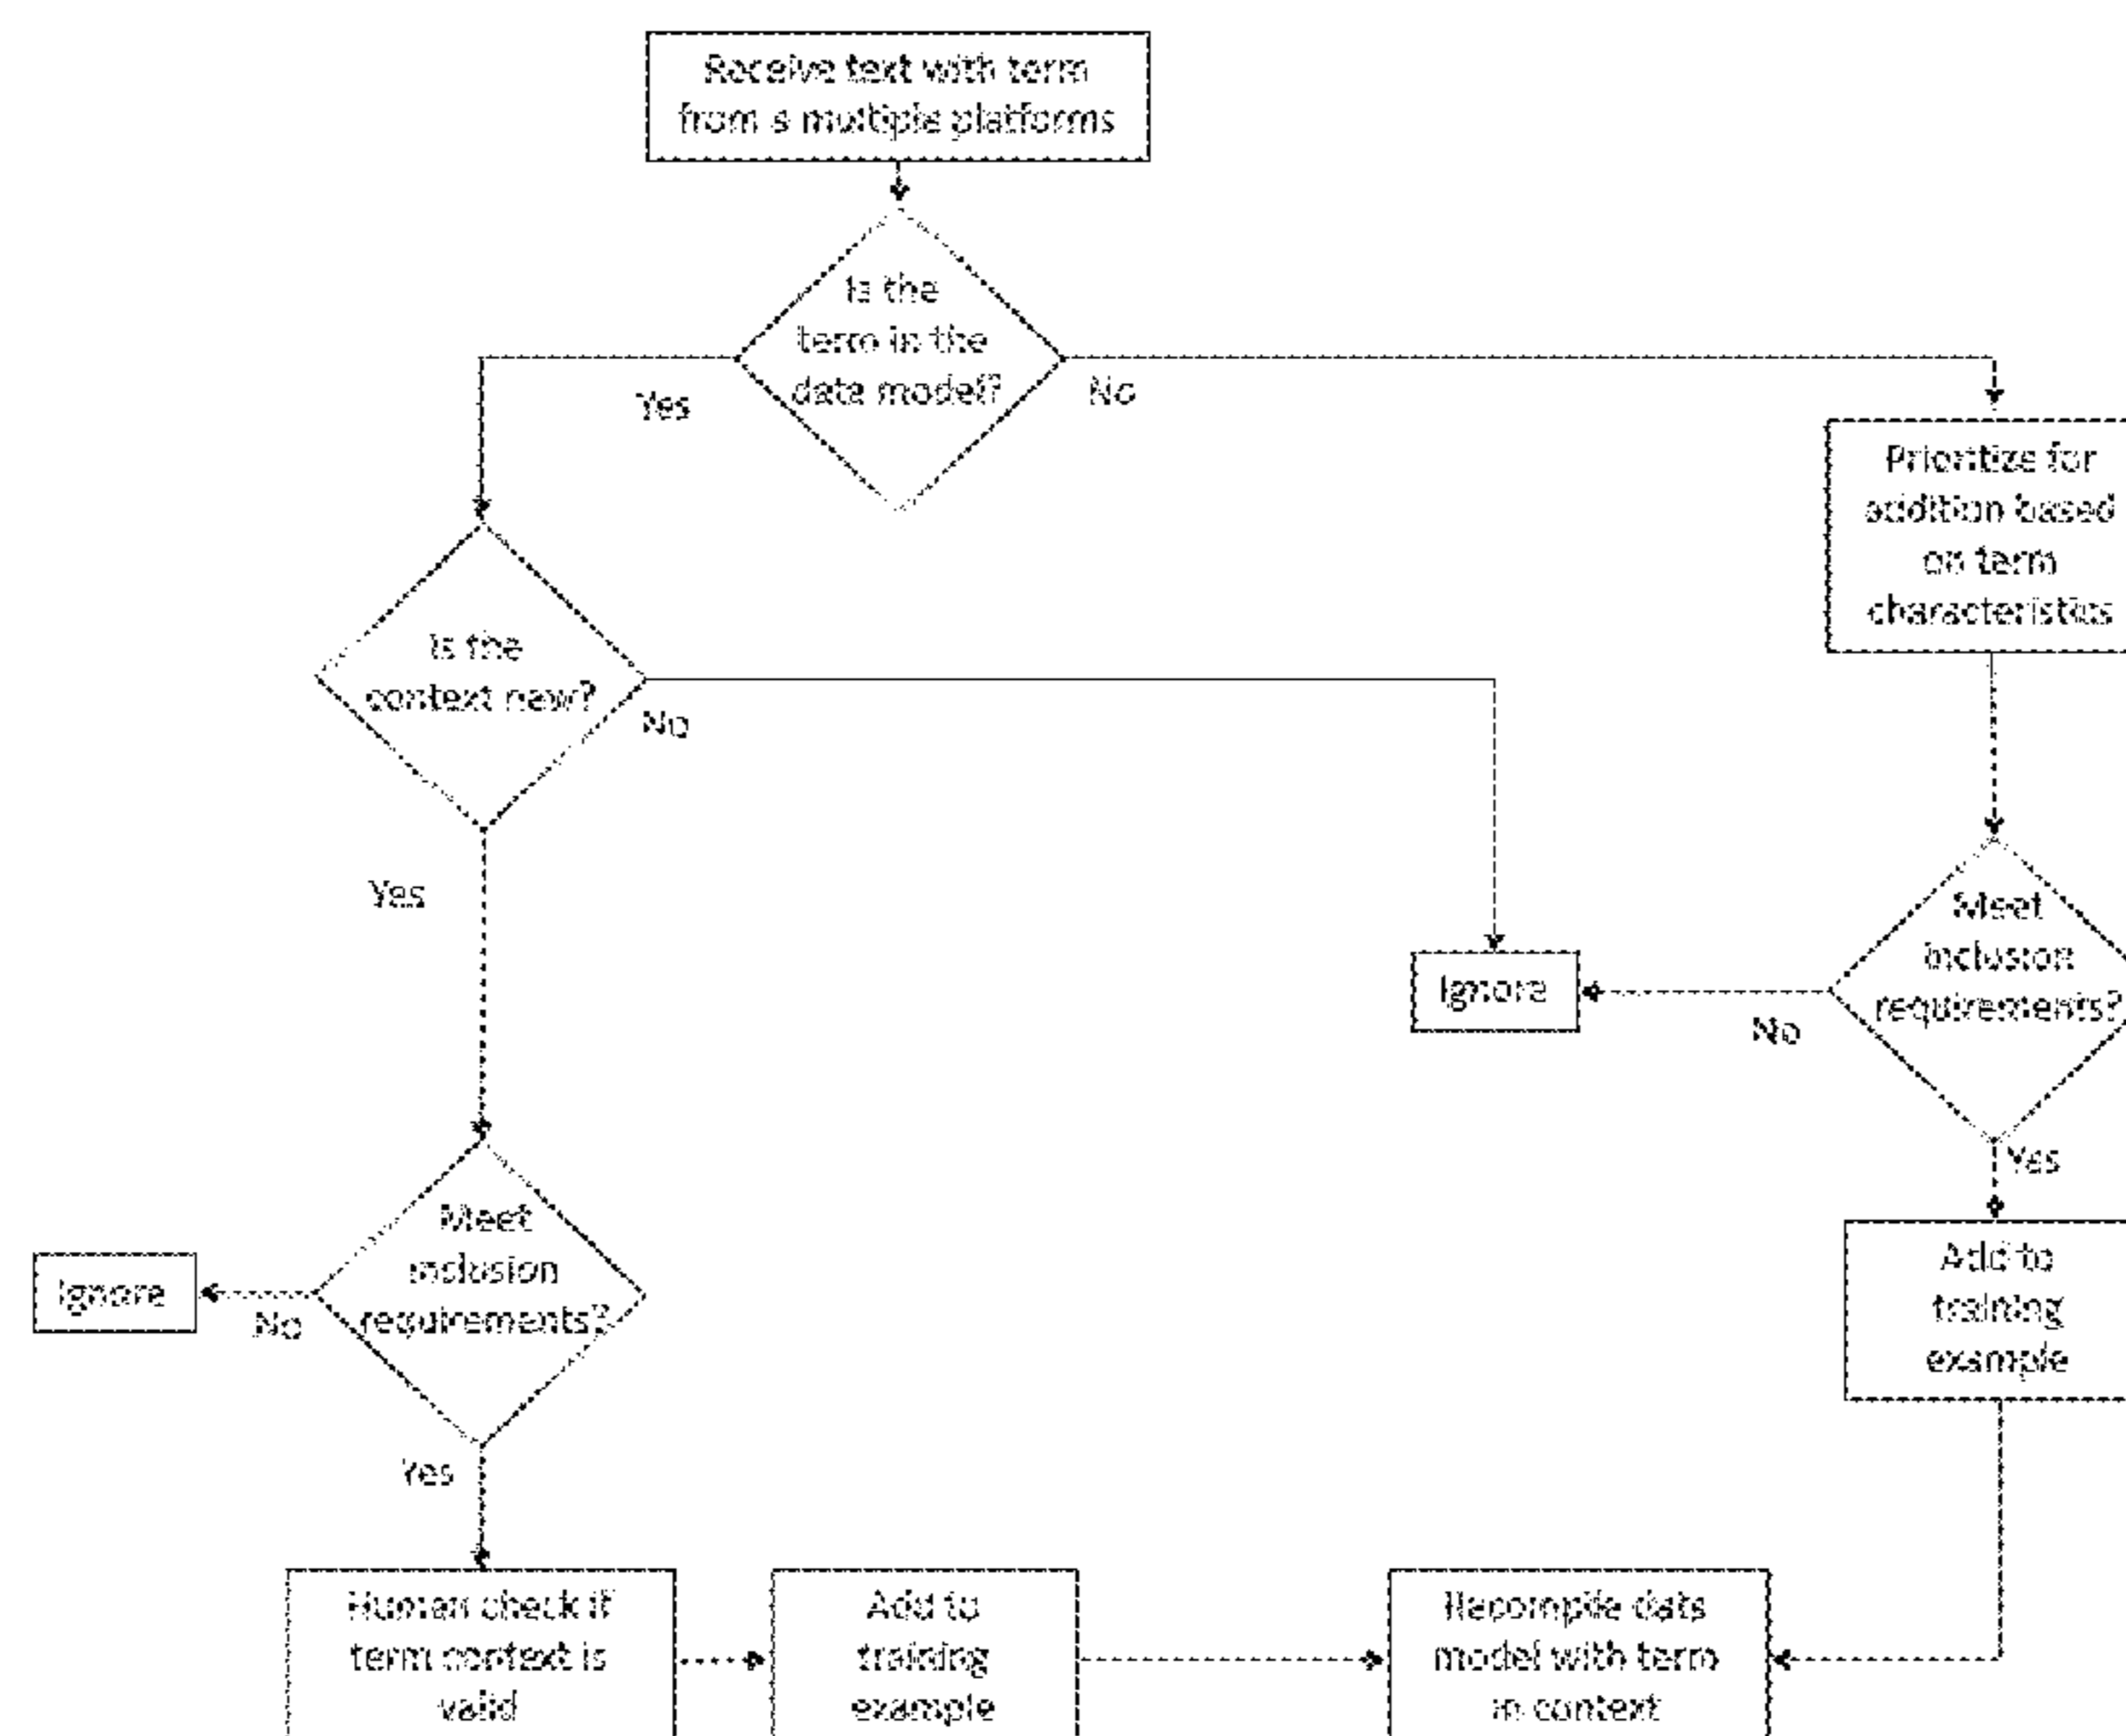 Receive text with term
from a multiple platforms
Is the
term in the
data model?
Yes
No
Prioritize for
addition based
on term
characteristics
Is the
context new?
No
Yes
Ignore
Meet
inclusion
requirements?
No
Yes
Meet
inclusion
requirements?
Ignore
No
Yes
Add to
training
example
Human check if
term context is
valid
Add to
training
example
Recompile data
model with term
in context